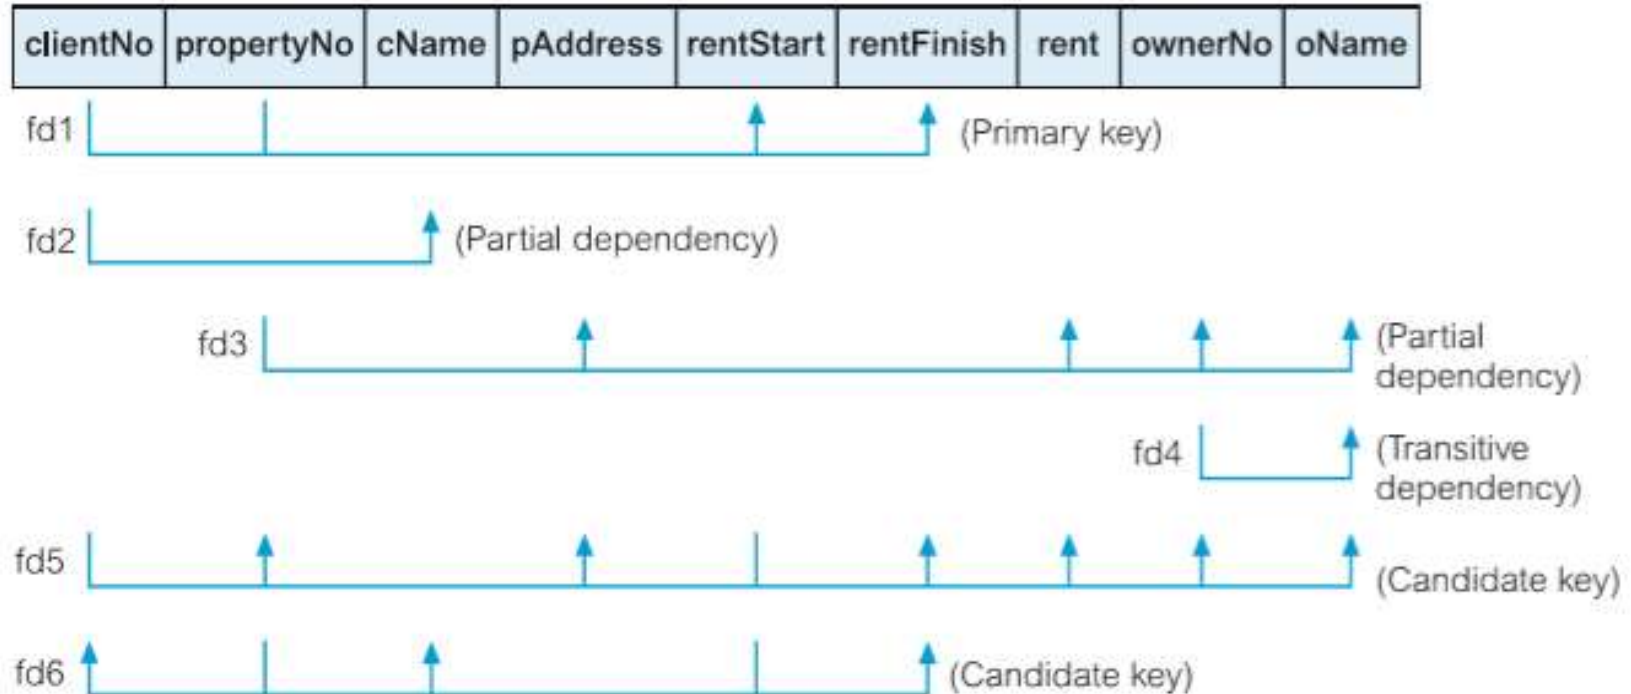 clientNo propertyNo cName pAddress rentStart rentFinish rent ownerNo oName
fd1 (Primary key)
fd2 (Partial dependency)
fd3 (Partial
dependency)
fd4 (Transitive
dependency)
fd5 (Candidate key)
fd6 (Candidate key)